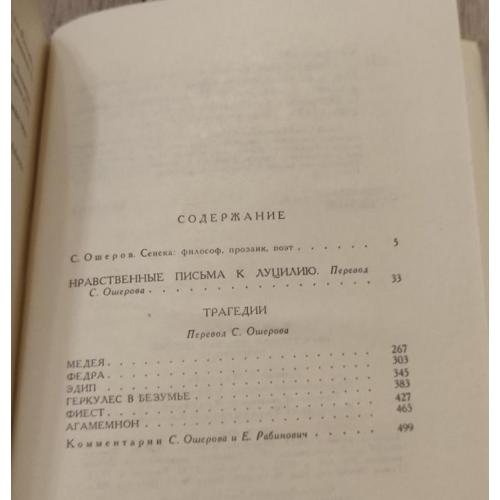 СОДЕРЖАНИЕ
С. Ошеров. Сенека: философ, прозаик, поэт . . . . . . 5
НРАВСТВЕННЫЕ ПИСЬМА К ЛУЦИЛИЮ. Перевод
С. Ошерова . . . . . . . . . . . . . . . . . 33
ТРАГЕДИИ
Перевод С. Ошерова
МЕДЕЯ . . . . . . . . . . . . . . . . . 267
ФЕДРА . . . . . . . . . . . . . . . . . 303
ЭДИП . . . . . . . . . . . . . . . . . 345
ГЕРКУЛЕС В БЕЗУМЬЕ . . . . . . . . . . . 383
ФИЕСТ . . . . . . . . . . . . . . . . . 427
АГАМЕМНОН . . . . . . . . . . . . . . . 465
Комментарии С. Ошерова и Е. Рабинович . . . . . . 499